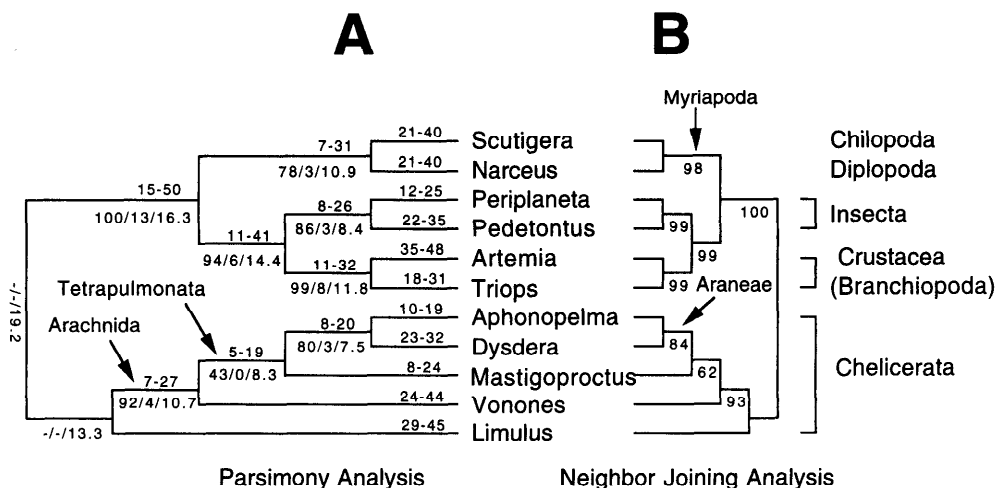 A
B
Myriapoda
Scutigera
Narceus
Periplaneta
Pedetontus
Artemia
Triops
Aphonopelma
Dysdera
Mastigoproctus
Vonones
Limulus
Chilopoda
Diplopoda
Insecta
Crustacea
(Branchiopoda)
Chelicerata
Araneae
Tetrapulmonata
Arachnida
21-40
7-31
21-40
78/3/10.9
15-50
100/13/16.3
12-25
8-26
22-35
86/3/8.4
11-41
94/6/14.4
35-48
11-32
18-31
99/8/11.8
10-19
8-20
23-32
80/3/7.5
5-19
8-24
43/0/8.3
7-27
24-44
92/4/10.7
29-45
-/-/13.3
-/-/19.2
98
100
99
99
99
84
62
93
Parsimony Analysis
Neighbor Joining Analysis